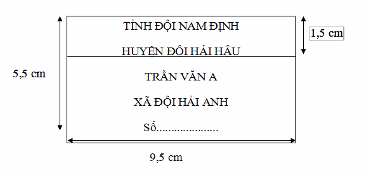 TỈNH ĐỘI NAM ĐỊNH
HUYỆN ĐỘI HẢI HẬU
1,5 cm
5,5 cm
TRẦN VĂN A
XÃ ĐỘI HẢI ANH
Số.....................
9,5 cm